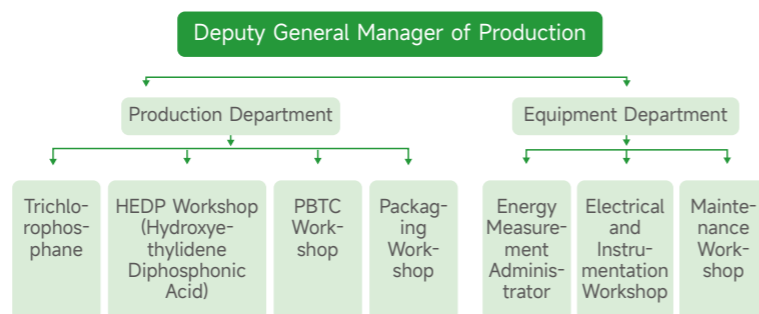 Deputy General Manager of Production
Production Department
Equipment Department
Trichlo-
rophos-
phane
HEDP Workshop
(Hydroxye-
thylidene
Diphosphonic
Acid)
PBTC
Work-
shop
Packag-
ing
Work-
shop
Energy
Measure-
ment
Adminis-
trator
Electrical
and
Instru-
mentation
Workshop
Mainte-
nance
Work-
shop